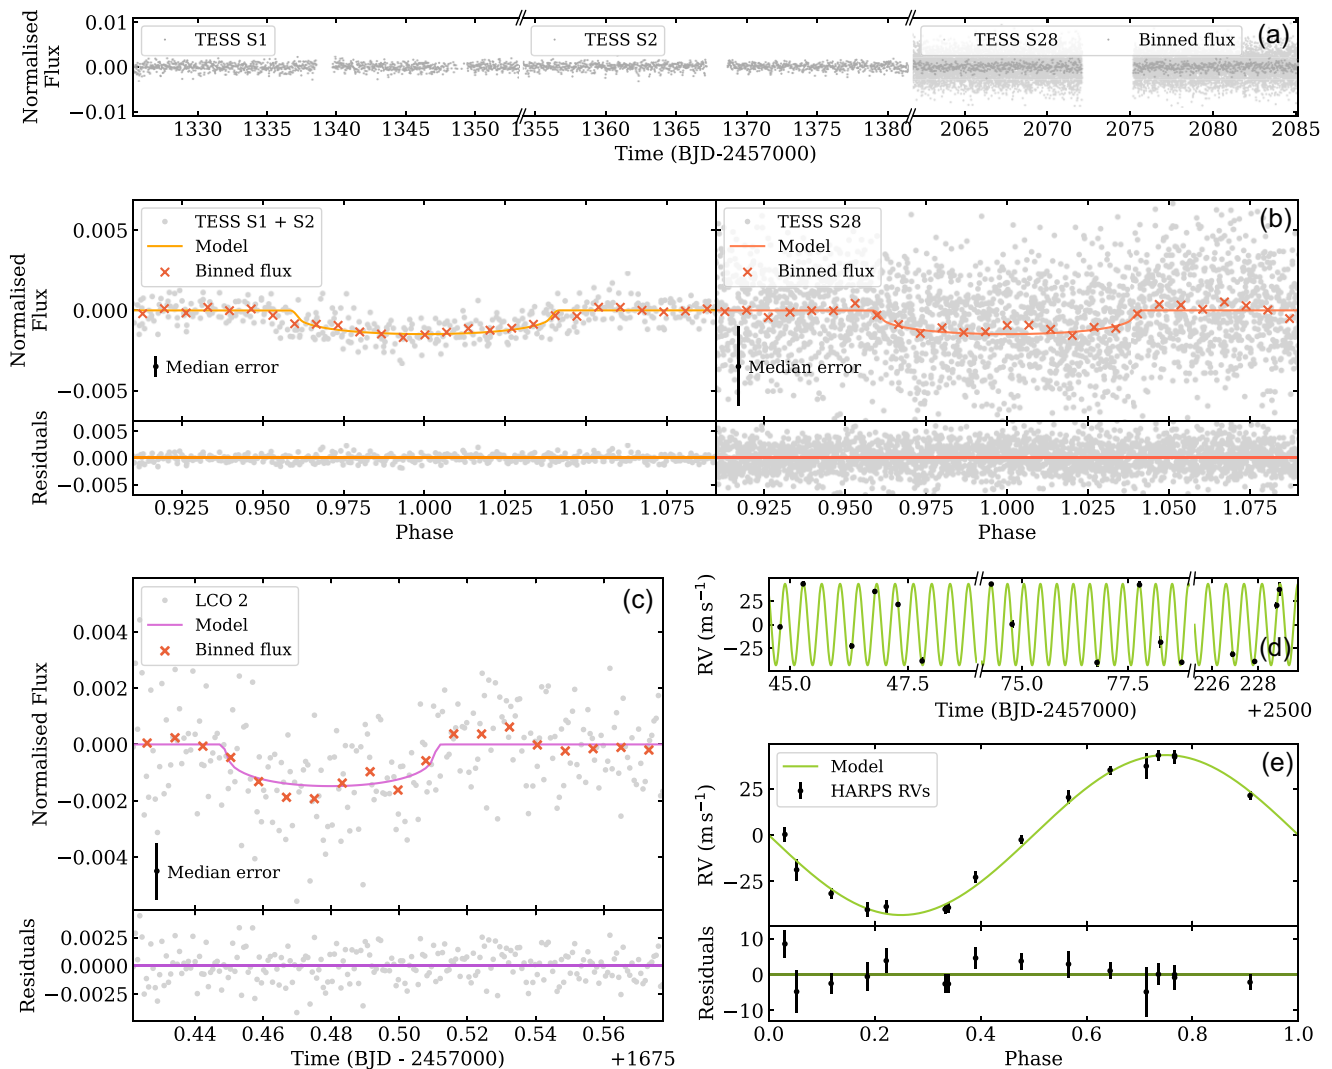 Normalised
Flux
0.01
0.00
−0.01
TESS S1
TESS S2
TESS S28
Binned flux
(a)
1330 1335 1340 1345 1350 1355 1360 1365 1370 1375 1380 2065 2070 2075 2080 2085
Time (BJD-2457000)
Normalised
Flux
0.005
0.000
−0.005
TESS S1 + S2
Model
Binned flux
Median error
TESS S28
Model
Binned flux
Median error
(b)
Residuals
0.005
0.000
−0.005
0.925 0.950 0.975 1.000 1.025 1.050 1.075
0.925 0.950 0.975 1.000 1.025 1.050 1.075
Phase
Phase
Normalised Flux
0.004
0.002
0.000
−0.002
−0.004
LCO 2
Model
Binned flux
(c)
Median error
Residuals
0.0025
0.0000
−0.0025
0.44 0.46 0.48 0.50 0.52 0.54 0.56
Time (BJD - 2457000)
+1675
RV (m s−1)
25
0
−25
(d)
45.0 47.5 75.0 77.5 226 228
Time (BJD-2457000)
+2500
RV (m s−1)
25
0
−25
Model
HARPS RVs
(e)
Residuals
10
0
−10
0.0 0.2 0.4 0.6 0.8 1.0
Phase